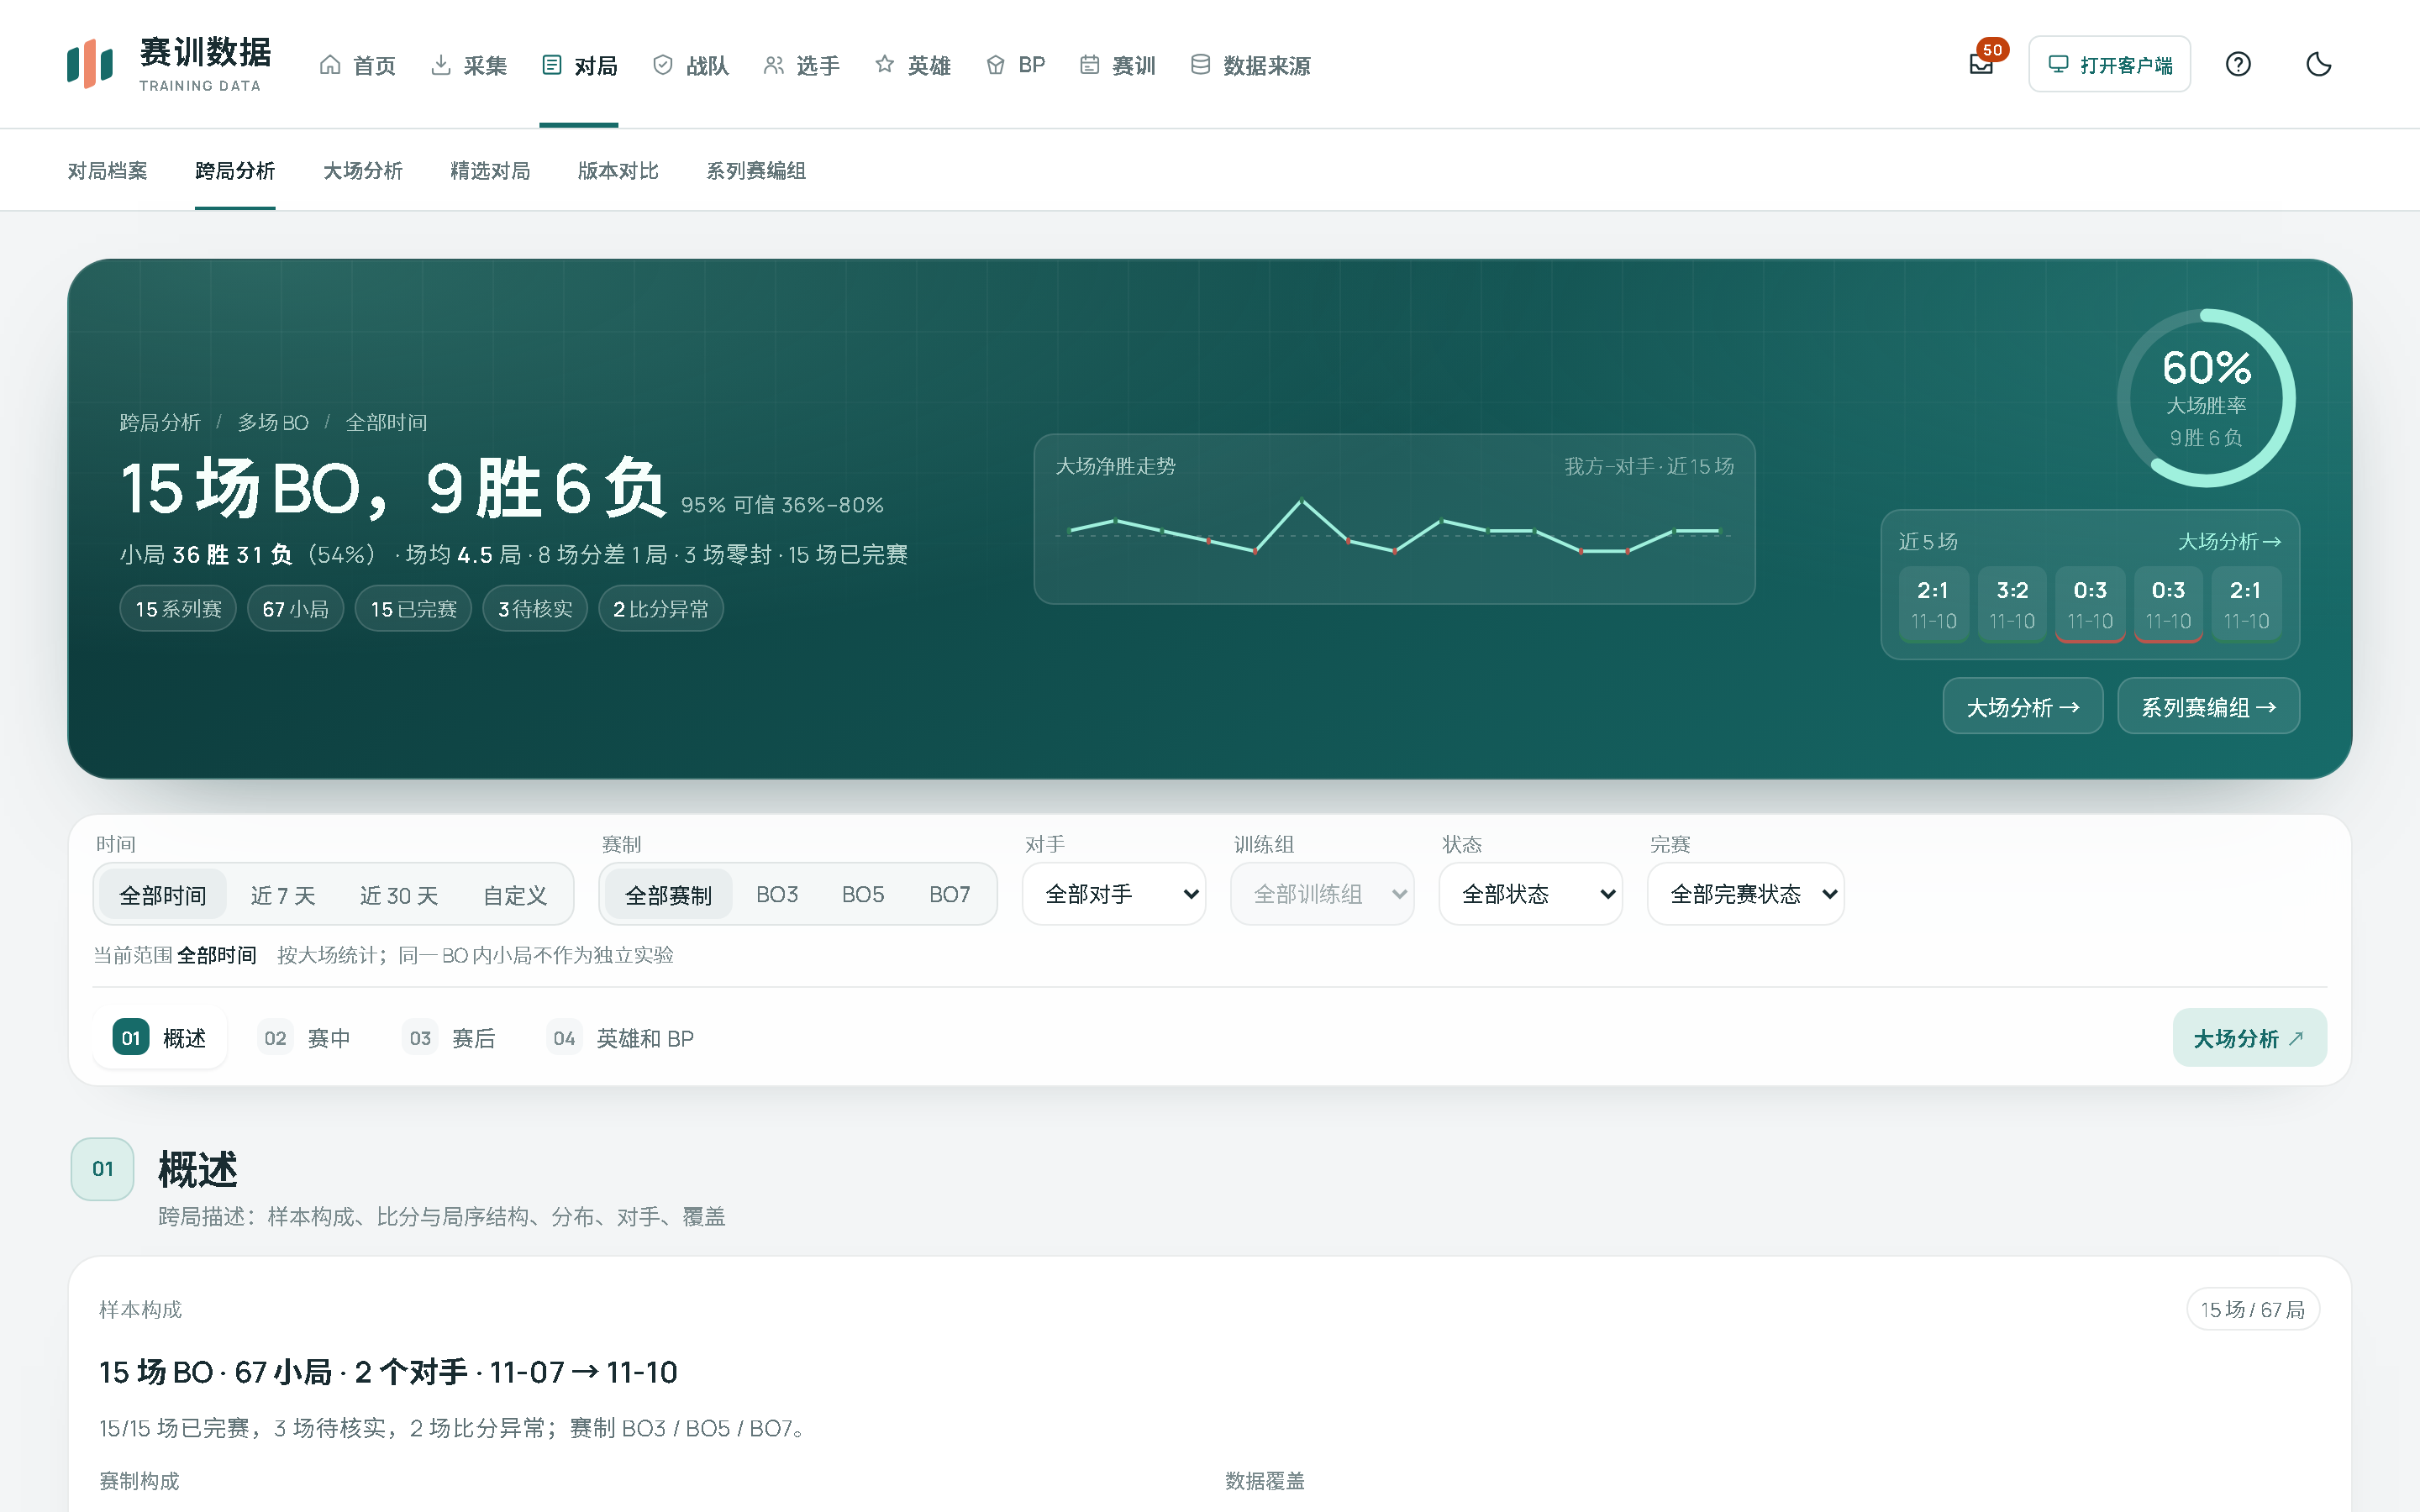 赛训数据
TRAINING DATA
首页
采集
对局
战队
选手
英雄
BP
赛训
数据来源
50
打开客户端
对局档案
跨局分析
大场分析
精选对局
版本对比
系列赛编组
跨局分析 / 多场 BO / 全部时间
15 场 BO，9 胜 6 负 95% 可信 36%–80%
小局 36 胜 31 负（54%） · 场均 4.5 局 · 8 场分差 1 局 · 3 场零封 · 15 场已完赛
15 系列赛
67 小局
15 已完赛
3 待核实
2 比分异常
大场净胜走势
我方−对手 · 近 15 场
60%
大场胜率
9 胜 6 负
近 5 场
大场分析 →
2:1 3:2 0:3 0:3 2:1
11-10 11-10 11-10 11-10 11-10
大场分析 →
系列赛编组 →
时间
赛制
对手
训练组
状态
完赛
全部时间 近 7 天 近 30 天 自定义
全部赛制 BO3 BO5 BO7
全部对手
全部训练组
全部状态
全部完赛状态
当前范围 全部时间 按大场统计；同一 BO 内小局不作为独立实验
01 概述
02 赛中
03 赛后
04 英雄和 BP
大场分析 ↗
01
概述
跨局描述：样本构成、比分与局序结构、分布、对手、覆盖
样本构成
15 场 / 67 局
15 场 BO · 67 小局 · 2 个对手 · 11-07 → 11-10
15/15 场已完赛，3 场待核实，2 场比分异常；赛制 BO3 / BO5 / BO7。
赛制构成
数据覆盖